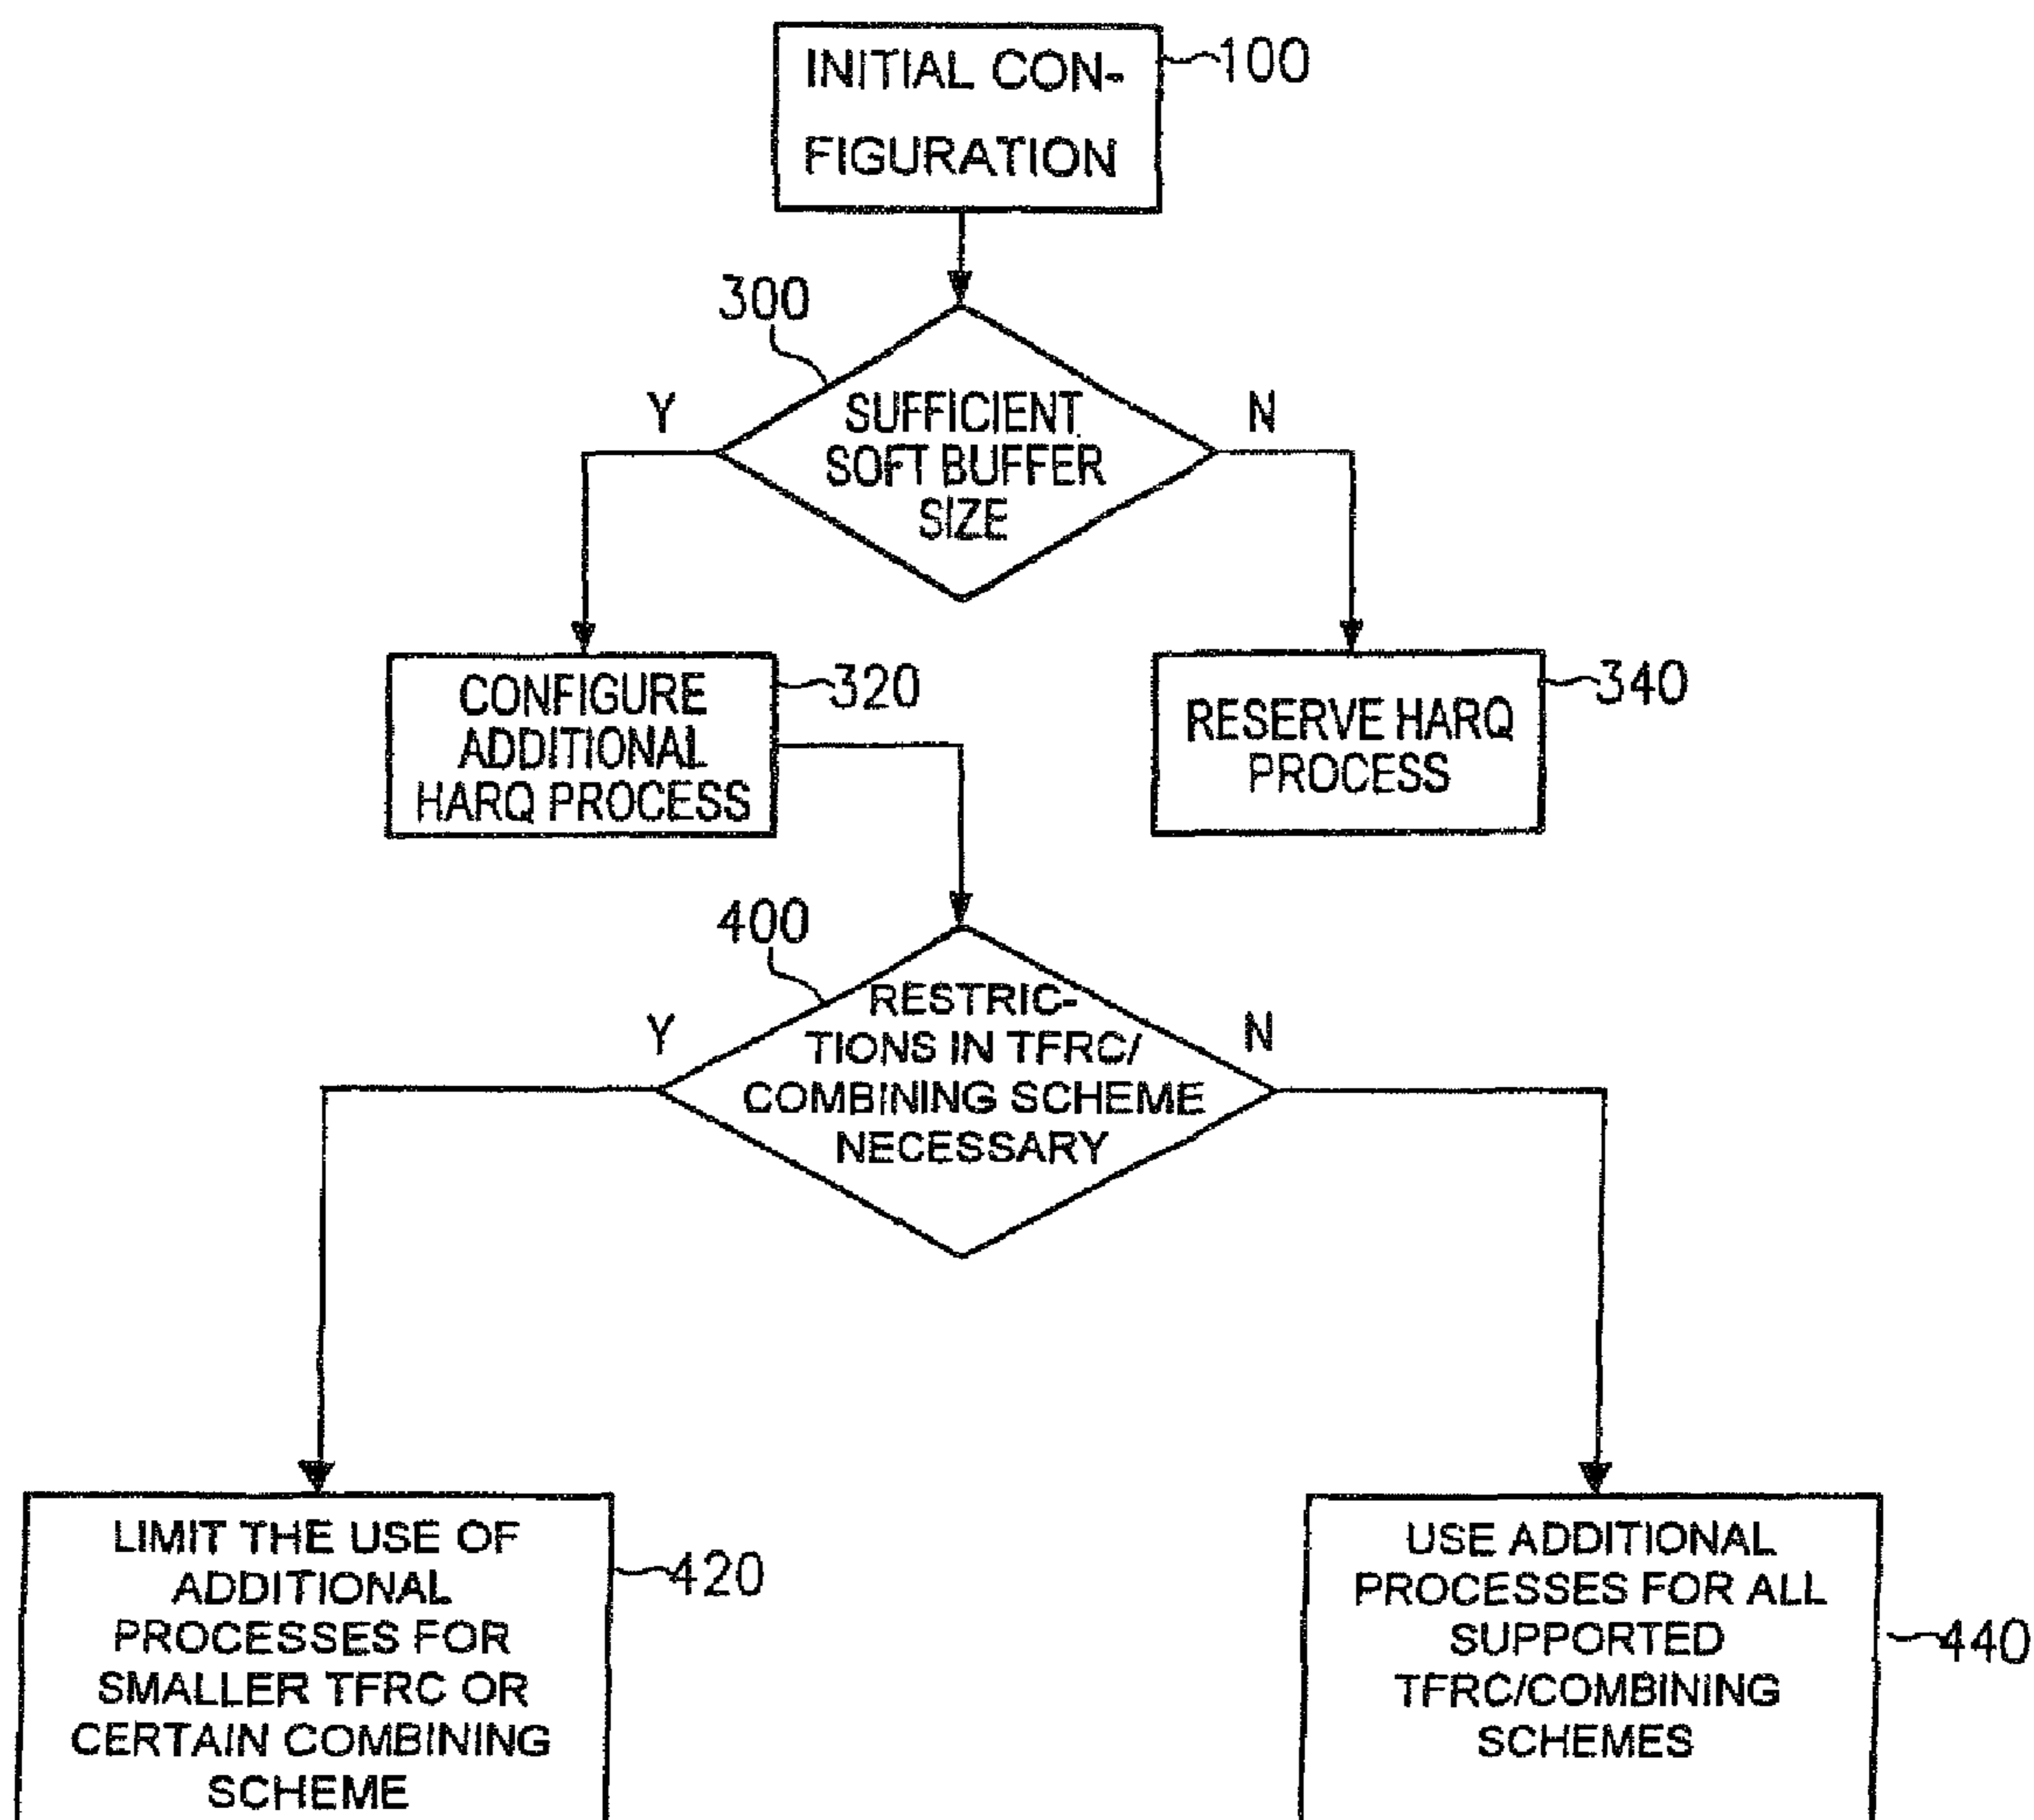 INITIAL CON-
FIGURATION
100
300
Y
N
SUFFICIENT
SOFT BUFFER
SIZE
CONFIGURE
ADDITIONAL
HARQ PROCESS
320
RESERVE HARQ
PROCESS
340
400
Y
N
RESTRIC-
TIONS IN TFRC/
COMBINING SCHEME
NECESSARY
LIMIT THE USE OF
ADDITIONAL
PROCESSES FOR
SMALLER TFRC OR
CERTAIN COMBINING
SCHEME
420
USE ADDITIONAL
PROCESSES FOR ALL
SUPPORTED
TFRC/COMBINING
SCHEMES
440